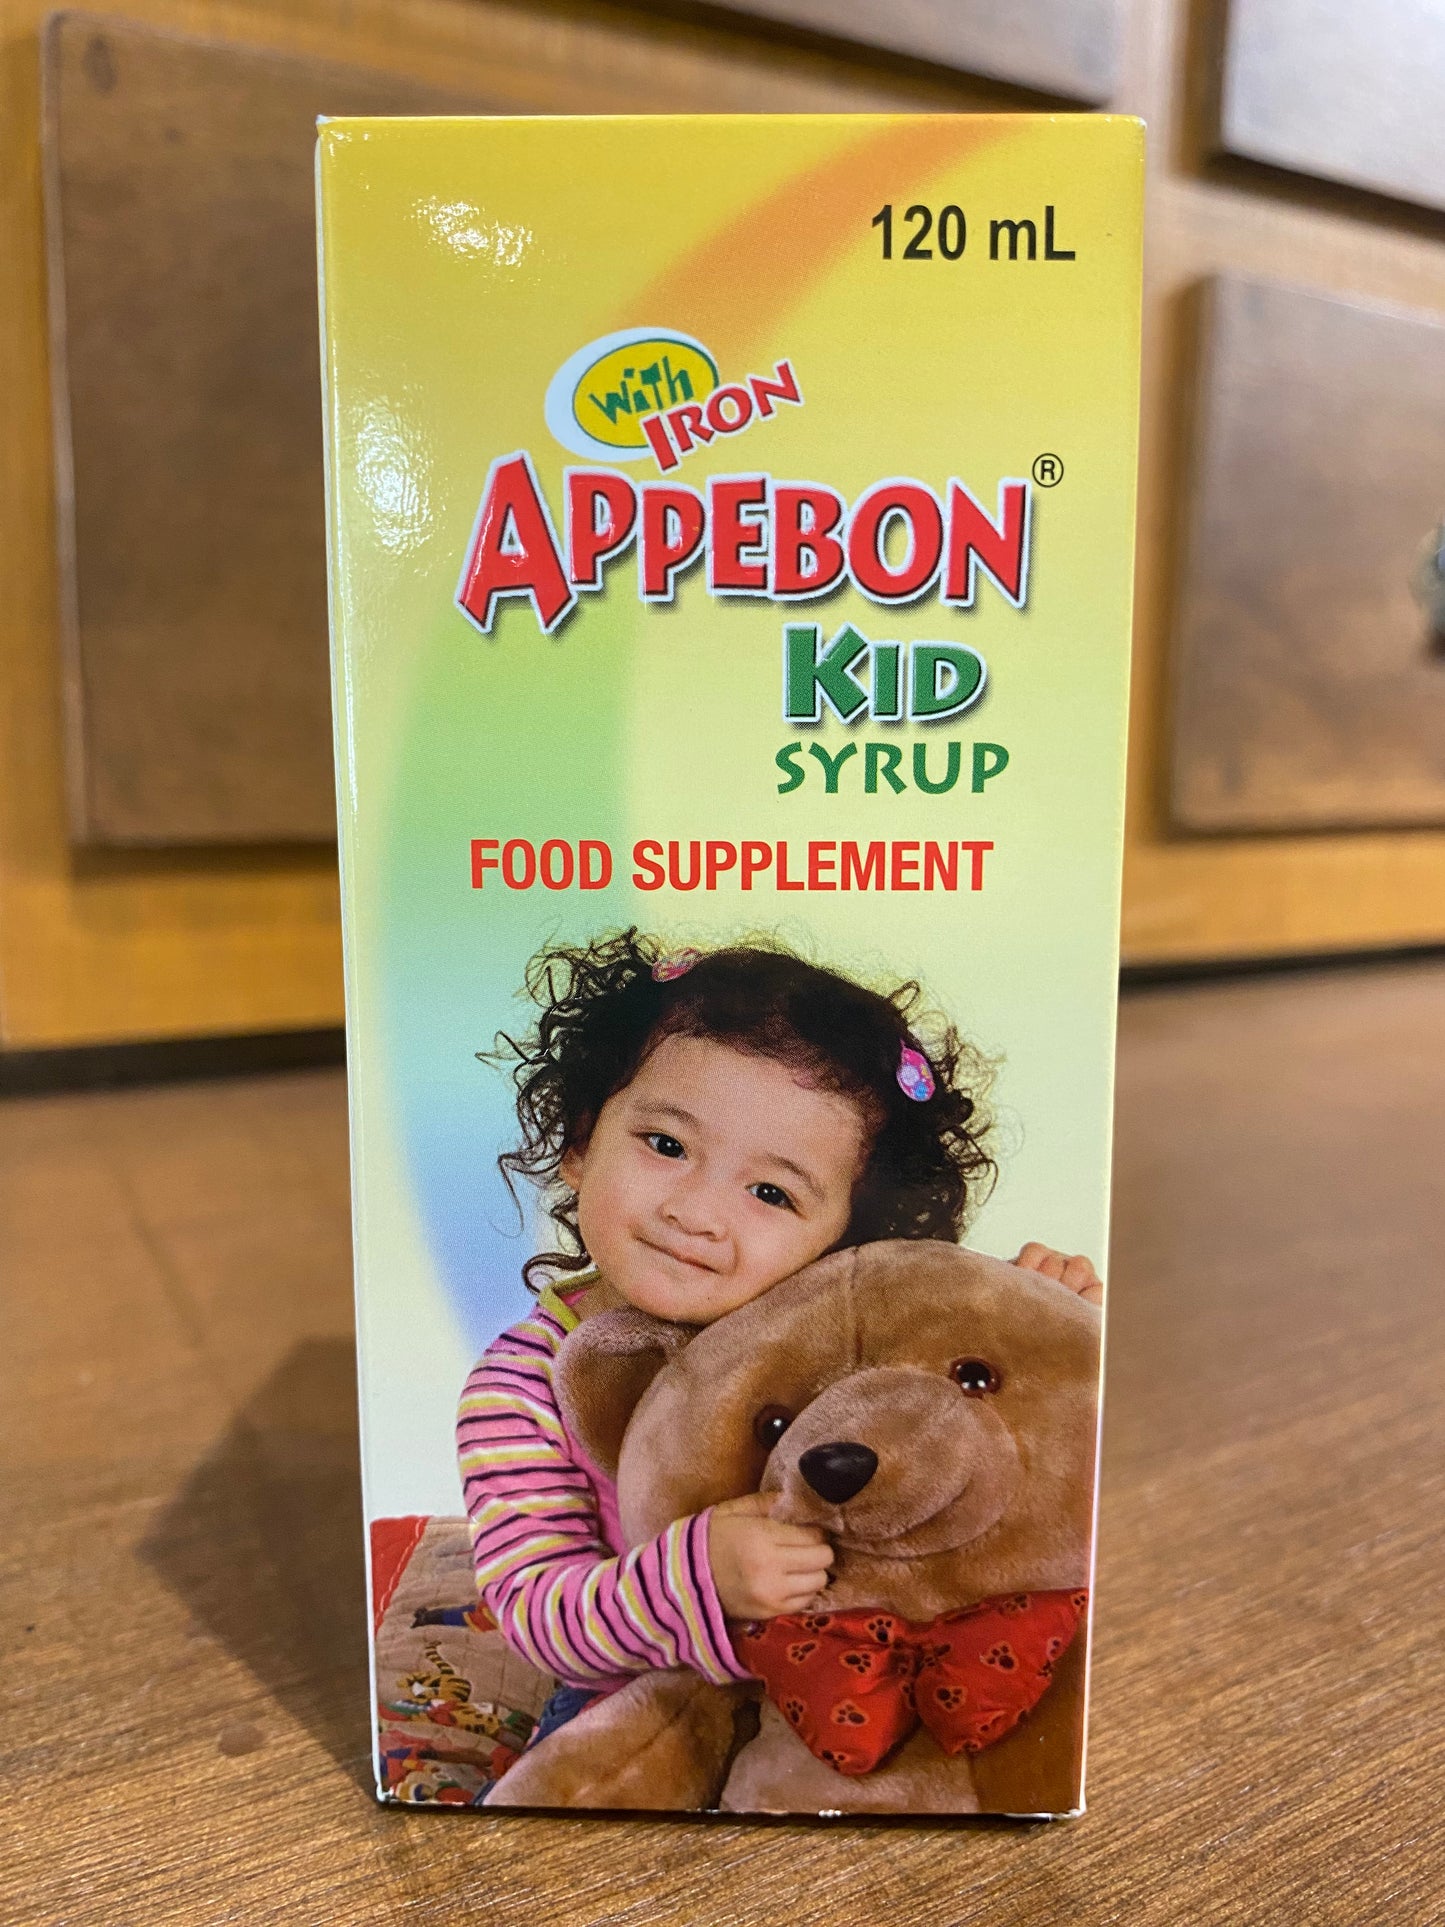 120 mL
WiTh
IRON
APPEBON®
KID
SYRUP
FOOD SUPPLEMENT